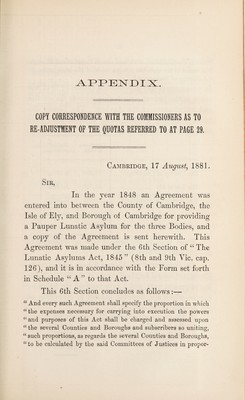 APPENDIX.
COPY CORRESPONDENCE WITH THE COMMISSIONERS AS TO
RE-ADJUSTMENT OF THE QUOTAS REFERRED TO AT PAGE 29.
CAMBRIDGE, 17 August, 1881.
SIR,
In the year 1848 an Agreement was
entered into between the County of Cambridge, the
Isle of Ely, and Borough of Cambridge for providing
a Pauper Lunatic Asylum for the three Bodies, and
a copy of the Agreement is sent herewith. This
Agreement was made under the 6th Section of "The
Lunatic Asylums Act, 1845" (8th and 9th Vic. cap.
126), and it is in accordance with the Form set forth
in Schedule "A" to that Act.
This 6th Section concludes as follows:—
"And every such Agreement shall specify the proportion in which
"the expenses necessary for carrying into execution the powers
"and purposes of this Act shall be charged and assessed upon
"the several Counties and Boroughs and subscribers so uniting,
"such proportions, as regards the several Counties and Boroughs,
"to be calculated by the said Committees of Justices in propor-